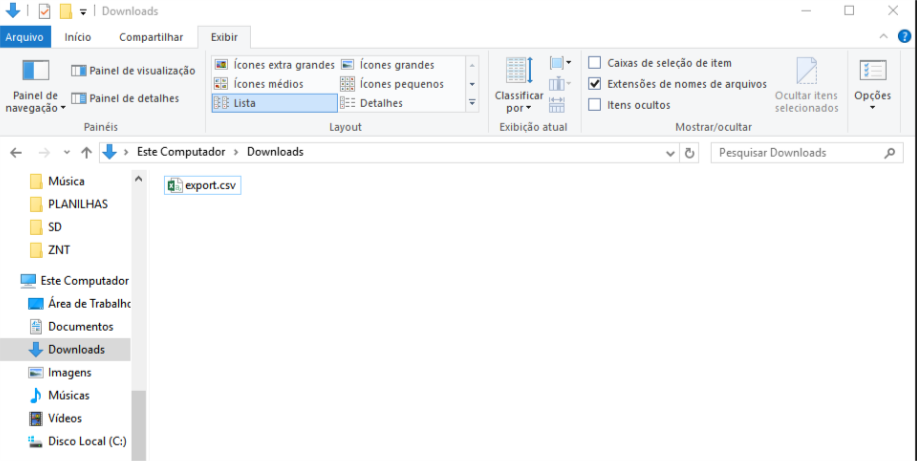 Downloads
Arquivo Início Compartilhar Exibir
Painel de navegação
Painel de visualização
Painel de detalhes
Painéis
Ícones extra grandes Ícones grandes
Ícones médios Ícones pequenos
Lista Detalhes
Layout
Classificar por
Exibição atual
Caixas de seleção de item
Extensões de nomes de arquivos
Itens ocultos
Ocultar itens selecionados
Mostrar/ocultar
Opções
Este Computador > Downloads
Pesquisar Downloads
Música
PLANILHAS
SD
ZNT
Este Computador
Área de Trabalho
Documentos
Downloads
Imagens
Músicas
Vídeos
Disco Local (C:)
export.csv